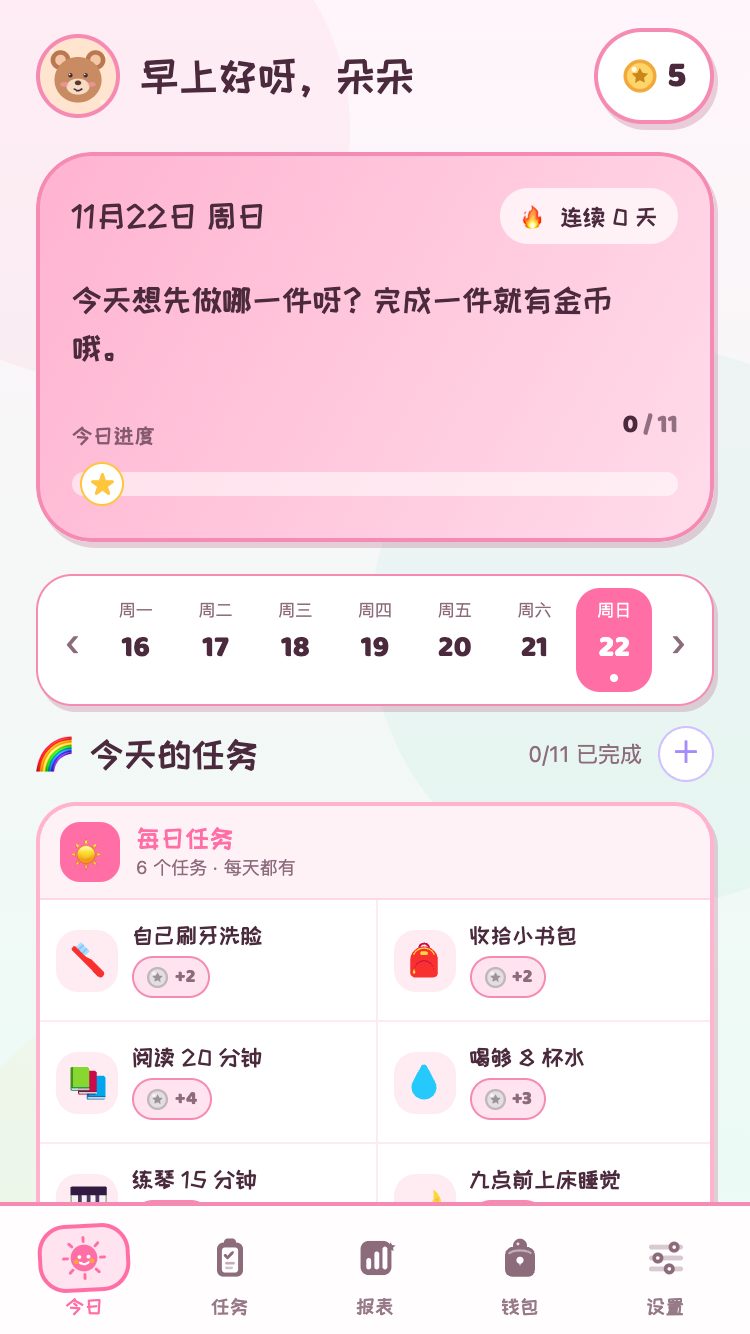 早上好呀，朵朵
5
11月22日 周日
连续 0 天
今天想先做哪一件呀？完成一件就有金币
哦。
今日进度
0 / 11
周一 周二 周三 周四 周五 周六 周日
‹ 16 17 18 19 20 21 22 ›
今天的任务
0/11 已完成 +
每日任务
6 个任务 · 每天都有
自己刷牙洗脸
+2
收拾小书包
+2
阅读 20 分钟
+4
喝够 8 杯水
+3
练琴 15 分钟
九点前上床睡觉
今日 任务 报表 钱包 设置